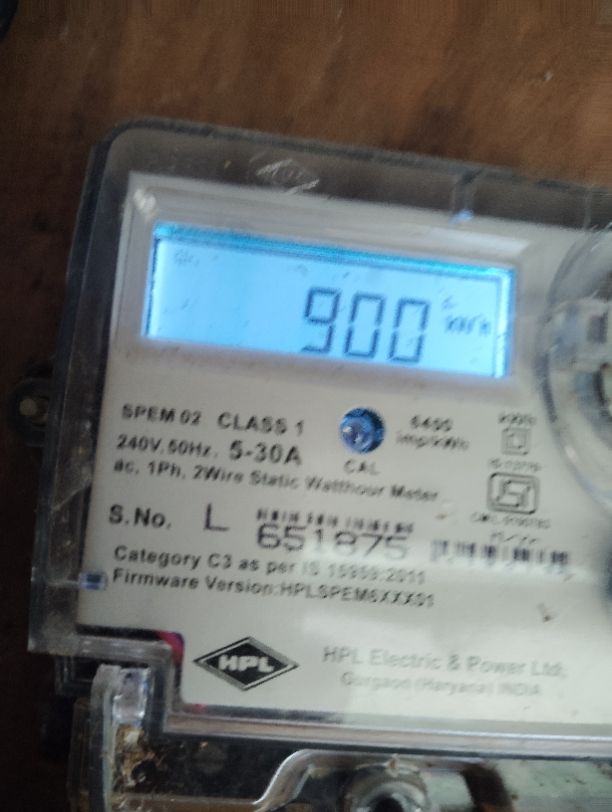 900
kWh
SPEM 02 CLASS 1
240V, 50Hz, 5-30A
6400
imp/kWh
CAL
ac, 1Ph, 2Wire Static Watthour Meter
S.No. L 651875
Category C3 as per IS 15959:2011
Firmware Version:HPLSPEM6XXX01
HPL
HPL Electric & Power Ltd.
Gurgaon (Haryana) INDIA